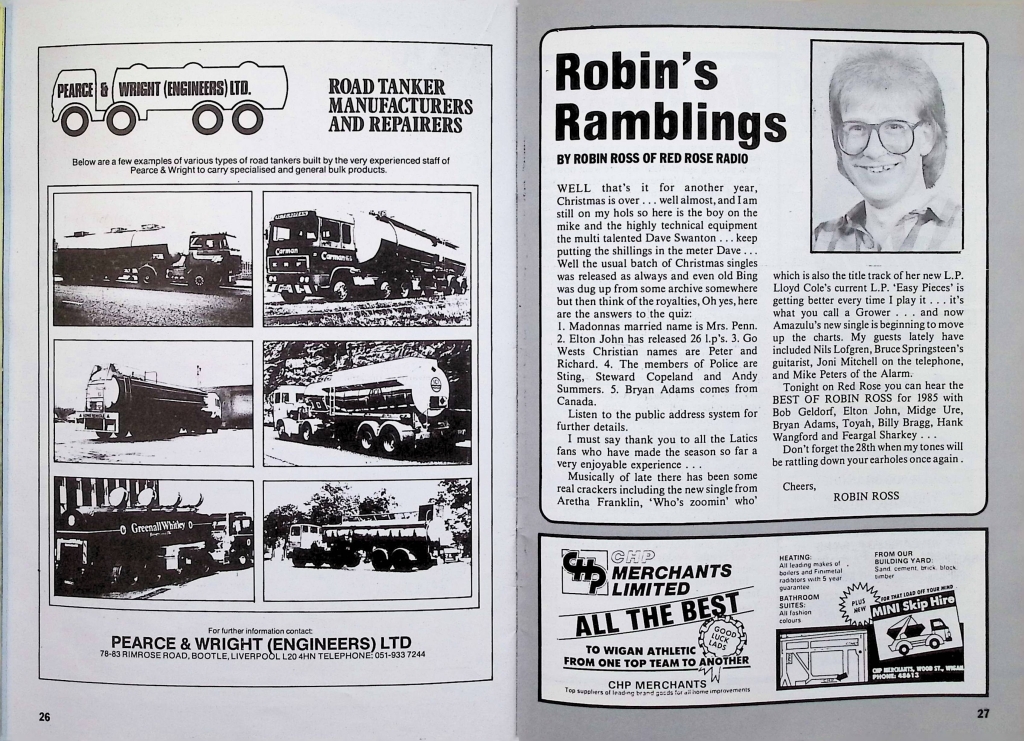 PEARCE & WRIGHT (ENGINEERS) LTD.
ROAD TANKER
MANUFACTURERS
AND REPAIRERS
Below are a few examples of various types of road tankers built by the very experienced staff of
Pearce & Wright to carry specialised and general bulk products.
Corman
Corman
Greenall Whitley
For further information contact:
PEARCE & WRIGHT (ENGINEERS) LTD
78-83 RIMROSE ROAD, BOOTLE, LIVERPOOL L20 4HN TELEPHONE: 051-933 7244
26
Robin's
Ramblings
BY ROBIN ROSS OF RED ROSE RADIO
WELL that's it for another year,
Christmas is over . . . well almost, and I am
still on my hols so here is the boy on the
mike and the highly technical equipment
the multi talented Dave Swanton . . . keep
putting the shillings in the meter Dave . . .
Well the usual batch of Christmas singles
was released as always and even old Bing
was dug up from some archive somewhere
but then think of the royalties, Oh yes, here
are the answers to the quiz:
1. Madonnas married name is Mrs. Penn.
2. Elton John has released 26 l.p's. 3. Go
Wests Christian names are Peter and
Richard. 4. The members of Police are
Sting, Steward Copeland and Andy
Summers. 5. Bryan Adams comes from
Canada.
Listen to the public address system for
further details.
I must say thank you to all the Latics
fans who have made the season so far a
very enjoyable experience . . .
Musically of late there has been some
real crackers including the new single from
Aretha Franklin, 'Who's zoomin' who'
which is also the title track of her new L.P.
Lloyd Cole's current L.P. 'Easy Pieces' is
getting better every time I play it . . . it's
what you call a Grower . . . and now
Amazulu's new single is beginning to move
up the charts. My guests lately have
included Nils Lofgren, Bruce Springsteen's
guitarist, Joni Mitchell on the telephone,
and Mike Peters of the Alarm.
Tonight on Red Rose you can hear the
BEST OF ROBIN ROSS for 1985 with
Bob Geldorf, Elton John, Midge Ure,
Bryan Adams, Toyah, Billy Bragg, Hank
Wangford and Feargal Sharkey . . .
Don't forget the 28th when my tones will
be rattling down your earholes once again .
Cheers,
ROBIN ROSS
CHP
CHP
MERCHANTS
LIMITED
ALL THE BEST
GOOD
LUCK
LADS
TO WIGAN ATHLETIC
FROM ONE TOP TEAM TO ANOTHER
CHP MERCHANTS
Top suppliers of leading brand goods for all home improvements
HEATING:
All leading makes of
boilers and Finimetal
radiators with 5 year
guarantee
BATHROOM
SUITES:
All fashion
colours
FROM OUR
BUILDING YARD:
Sand, cement, brick, block,
timber
PLUS
NEW
FOR THAT LOAD OFF YOUR MIND
MINI Skip Hire
CHP MERCHANTS, WOOD ST., WIGAN.
PHONE: 48613
27